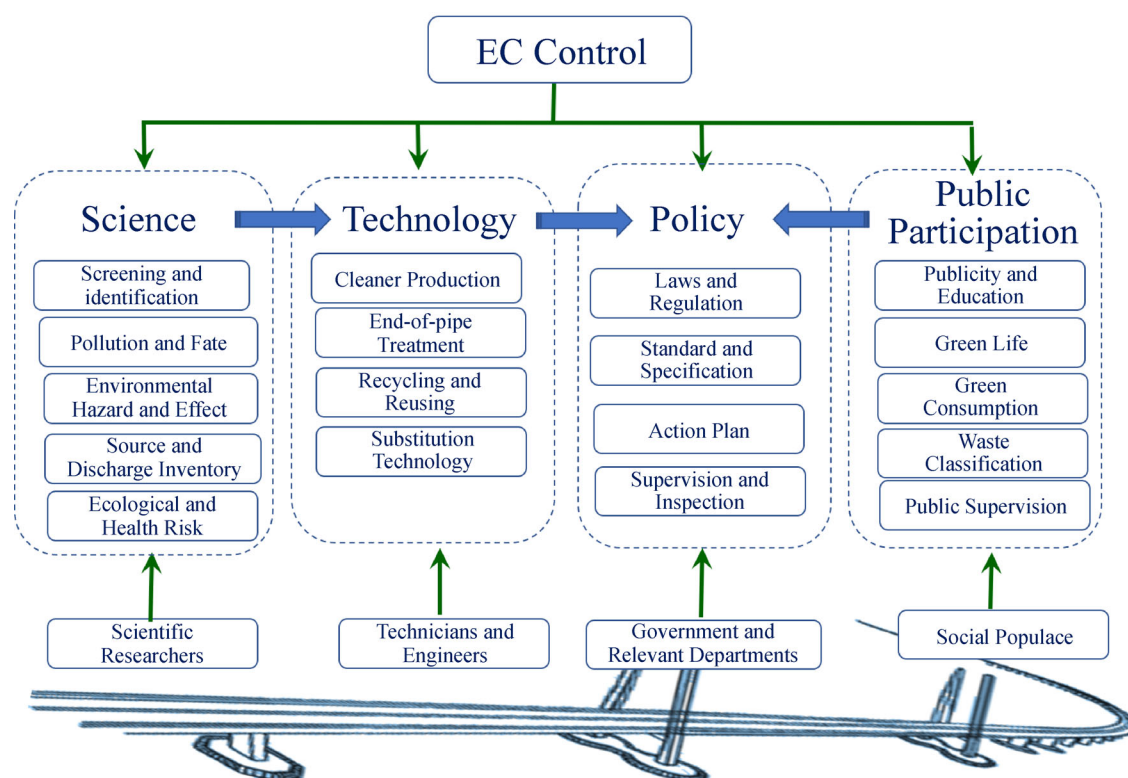 EC Control
Science
Screening and
identification
Pollution and Fate
Environmental
Hazard and Effect
Source and
Discharge Inventory
Ecological and
Health Risk
Technology
Cleaner Production
End-of-pipe
Treatment
Recycling and
Reusing
Substitution
Technology
Policy
Laws and
Regulation
Standard and
Specification
Action Plan
Supervision and
Inspection
Public
Participation
Publicity and
Education
Green Life
Green
Consumption
Waste
Classification
Public Supervision
Scientific
Researchers
Technicians and
Engineers
Government and
Relevant Departments
Social Populace